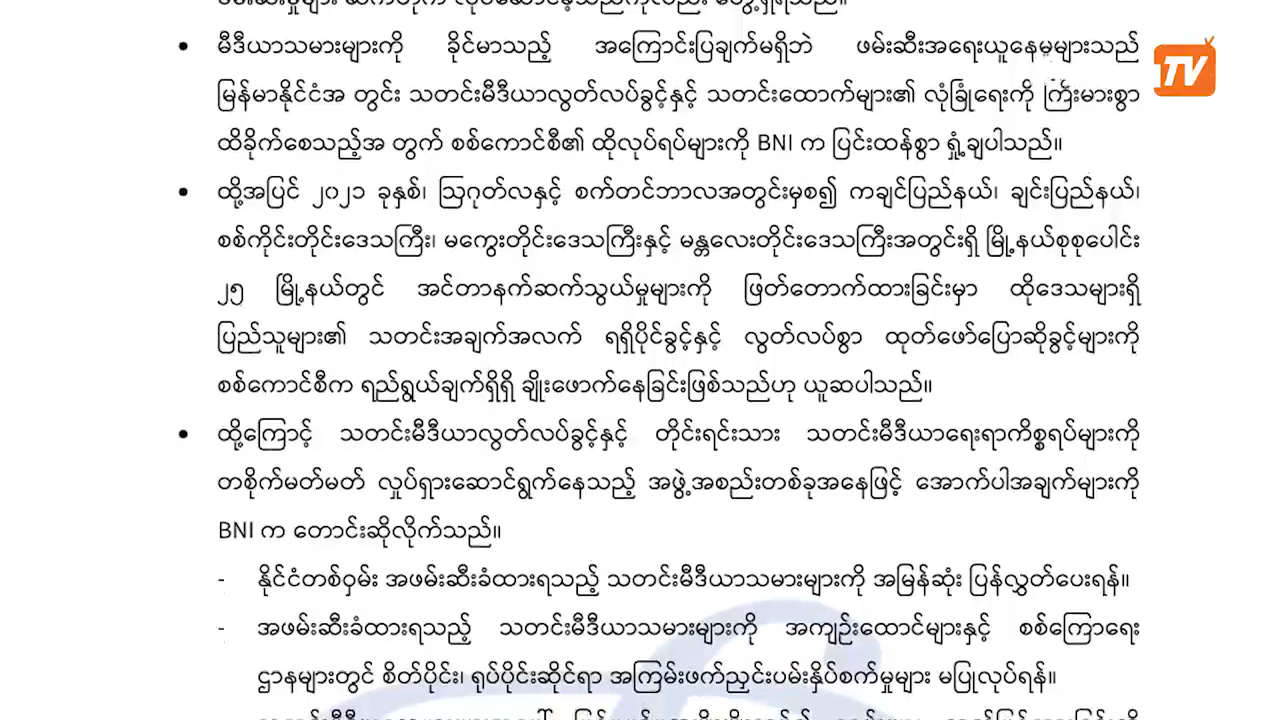 • မီဒီယာသမားများကို ခိုင်မာသည့် အကြောင်းပြချက်မရှိဘဲ ဖမ်းဆီးအရေးယူနေမှုများသည်
TV
မြန်မာနိုင်ငံအ တွင်း သတင်းမီဒီယာလွတ်လပ်ခွင့်နှင့် သတင်းထောက်များ၏ လုံခြုံရေးကို ကြီးမားစွာ
ထိခိုက်စေသည့်အ တွက် စစ်ကောင်စီ၏ ထိုလုပ်ရပ်များကို BNI က ပြင်းထန်စွာ ရှုံ့ချပါသည်။
• ထို့အပြင် ၂၀၂၁ ခုနှစ်၊ ဩဂုတ်လနှင့် စက်တင်ဘာလအတွင်းမှစ၍ ကချင်ပြည်နယ်၊ ချင်းပြည်နယ်၊
စစ်ကိုင်းတိုင်းဒေသကြီး၊ မကွေးတိုင်းဒေသကြီးနှင့် မန္တလေးတိုင်းဒေသကြီးအတွင်းရှိ မြို့နယ်စုစုပေါင်း
၂၅ မြို့နယ်တွင် အင်တာနက်ဆက်သွယ်မှုများကို ဖြတ်တောက်ထားခြင်းမှာ ထိုဒေသများရှိ
ပြည်သူများ၏ သတင်းအချက်အလက် ရရှိပိုင်ခွင့်နှင့် လွတ်လပ်စွာ ထုတ်ဖော်ပြောဆိုခွင့်များကို
စစ်ကောင်စီက ရည်ရွယ်ချက်ရှိရှိ ချိုးဖောက်နေခြင်းဖြစ်သည်ဟု ယူဆပါသည်။
• ထို့ကြောင့် သတင်းမီဒီယာလွတ်လပ်ခွင့်နှင့် တိုင်းရင်းသား သတင်းမီဒီယာရေးရာကိစ္စရပ်များကို
တစိုက်မတ်မတ် လှုပ်ရှားဆောင်ရွက်နေသည့် အဖွဲ့အစည်းတစ်ခုအနေဖြင့် အောက်ပါအချက်များကို
BNI က တောင်းဆိုလိုက်သည်။
- နိုင်ငံတစ်ဝှမ်း အဖမ်းဆီးခံထားရသည့် သတင်းမီဒီယာသမားများကို အမြန်ဆုံး ပြန်လွှတ်ပေးရန်။
- အဖမ်းဆီးခံထားရသည့် သတင်းမီဒီယာသမားများကို အကျဉ်းထောင်များနှင့် စစ်ကြောရေး
ဌာနများတွင် စိတ်ပိုင်း၊ ရုပ်ပိုင်းဆိုင်ရာ အကြမ်းဖက်ညှင်းပမ်းနှိပ်စက်မှုများ မပြုလုပ်ရန်။